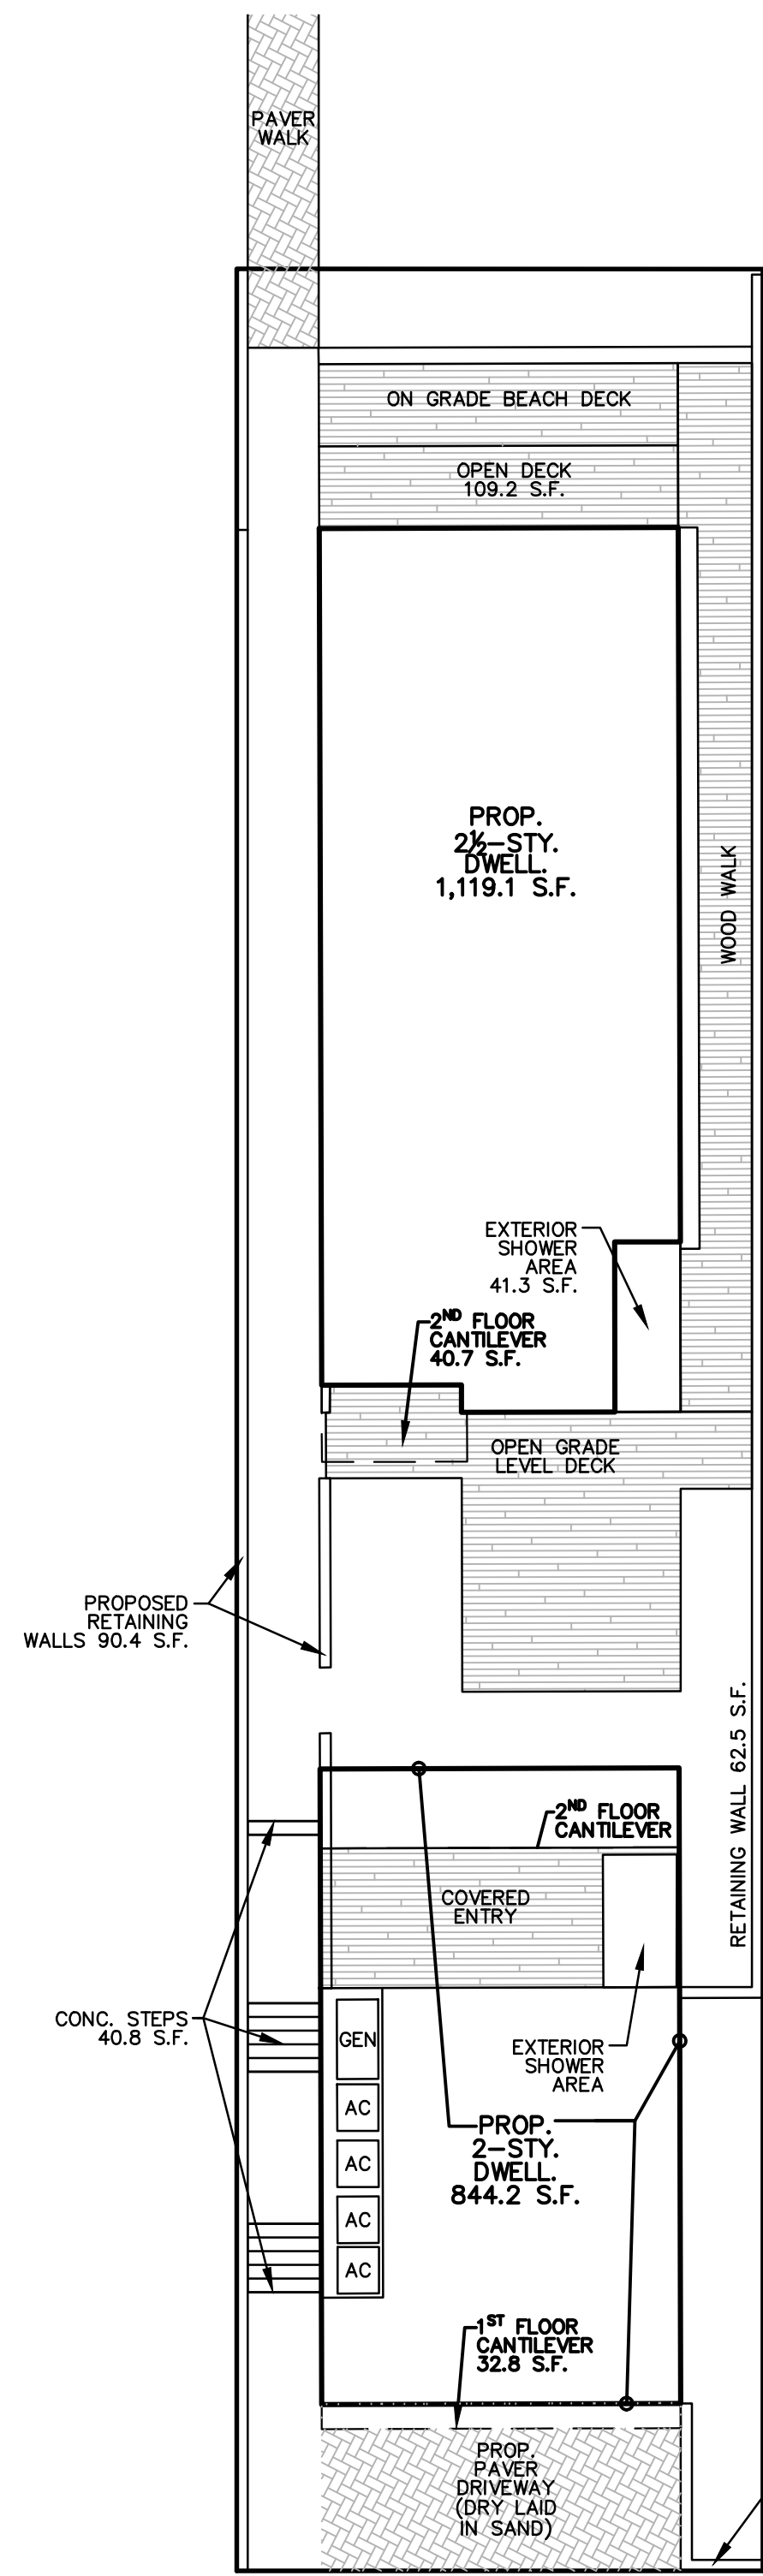 PAVER
WALK
ON GRADE BEACH DECK
OPEN DECK
109.2 S.F.
PROP.
2½-STY.
DWELL.
1,119.1 S.F.
WOOD WALK
EXTERIOR
SHOWER
AREA
41.3 S.F.
2ND FLOOR
CANTILEVER
40.7 S.F.
OPEN GRADE
LEVEL DECK
PROPOSED
RETAINING
WALLS 90.4 S.F.
RETAINING WALL 62.5 S.F.
2ND FLOOR
CANTILEVER
COVERED
ENTRY
CONC. STEPS
40.8 S.F.
GEN
EXTERIOR
SHOWER
AREA
AC
AC
AC
AC
PROP.
2-STY.
DWELL.
844.2 S.F.
1ST FLOOR
CANTILEVER
32.8 S.F.
PROP.
PAVER
DRIVEWAY
(DRY LAID
IN SAND)